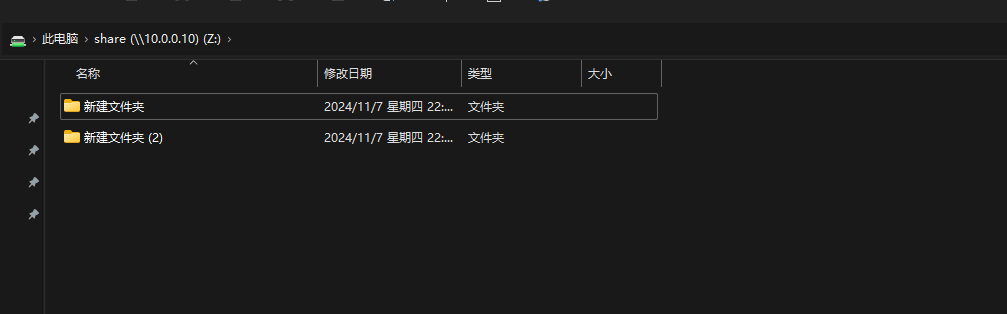 此电脑 › share (\\10.0.0.10) (Z:) ›
名称 修改日期 类型 大小
新建文件夹 2024/11/7 星期四 22:... 文件夹
新建文件夹 (2) 2024/11/7 星期四 22:... 文件夹